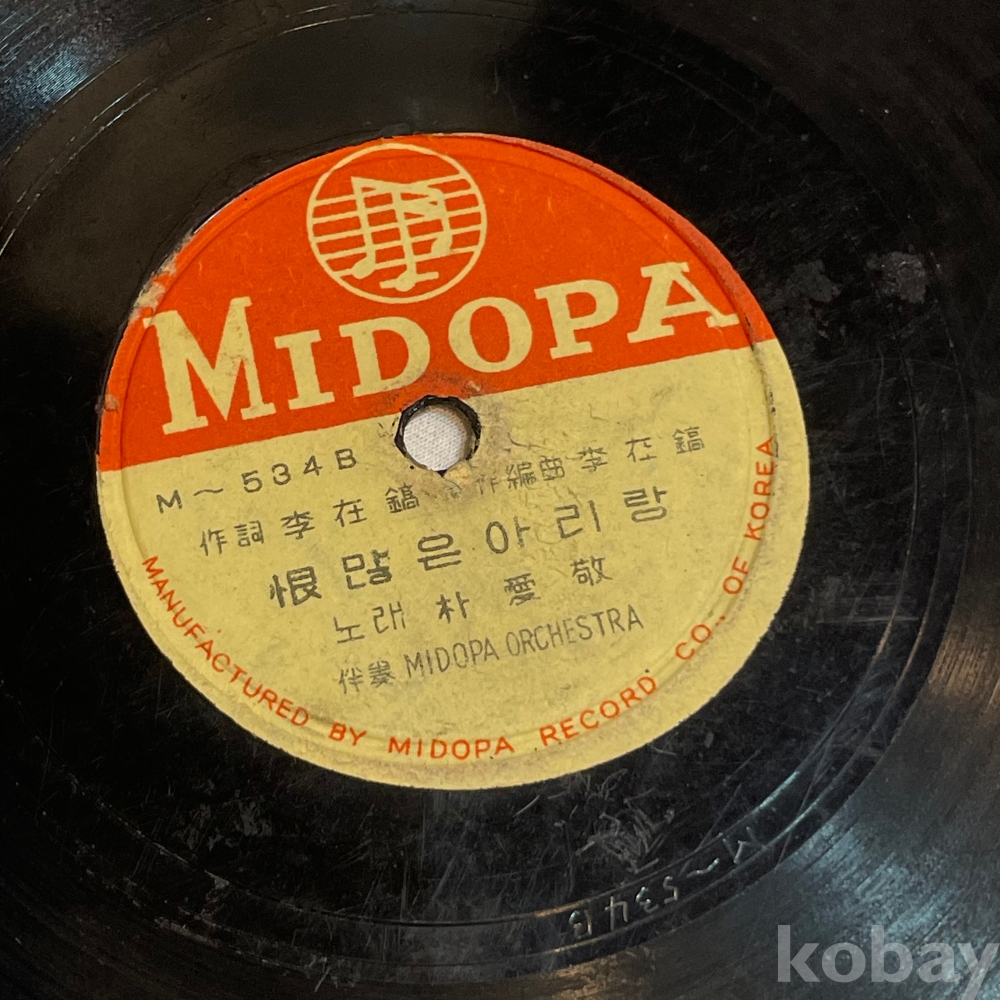 MIDOPA
M~534B
作詞 李在鎬 作編曲 李在鎬
恨많은아리랑
노래 朴愛敬
伴奏 MIDOPA ORCHESTRA
MANUFACTURED BY MIDOPA RECORD CO., OF KOREA
M~534B
kobay